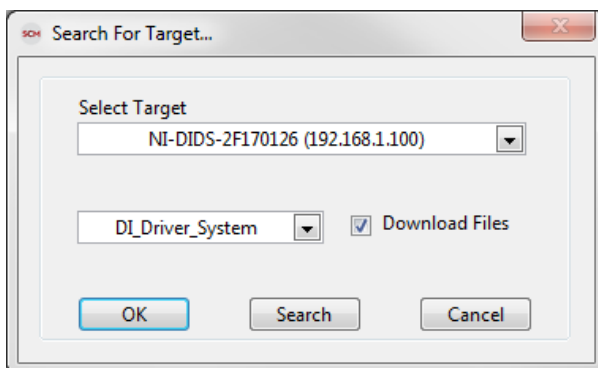 SCM Search For Target...
Select Target
NI-DIDS-2F170126 (192.168.1.100)
DI_Driver_System
Download Files
OK
Search
Cancel